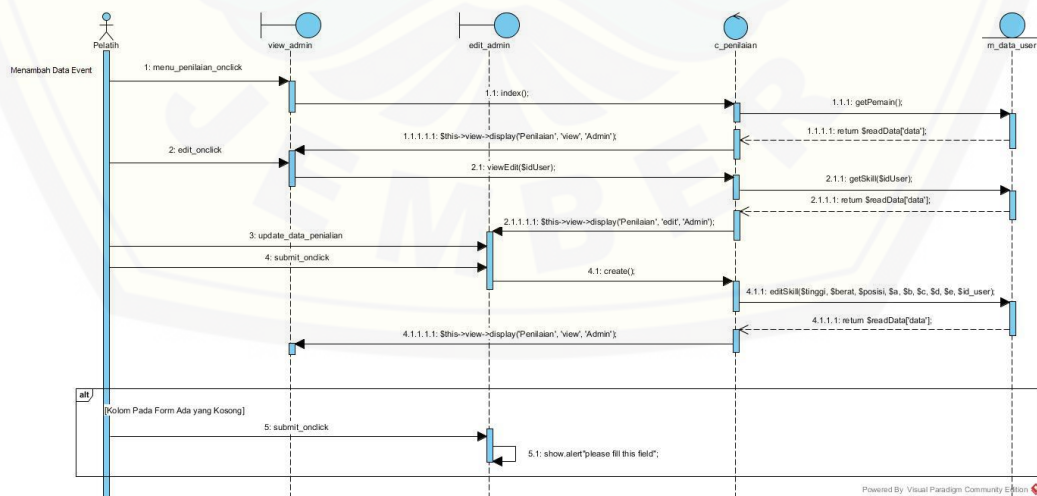 Pelatih
view_admin
edit_admin
c_penilaian
m_data_user
Menambah Data Event
1: menu_penilaian_onclick
1.1: index();
1.1.1: getPemain();
1.1.1.1: return $readData['data'];
1.1.1.1.1: $this->view->display('Penilaian', 'view', 'Admin');
2: edit_onclick
2.1: viewEdit($idUser);
2.1.1: getSkill($idUser);
2.1.1.1: return $readData['data'];
2.1.1.1.1: $this->view->display('Penilaian', 'edit', 'Admin');
3: update_data_penialian
4: submit_onclick
4.1: create();
4.1.1: editSkill($tinggi, $berat, $posisi, $a, $b, $c, $d, $e, $id_user);
4.1.1.1: return $readData['data'];
4.1.1.1.1: $this->view->display('Penilaian', 'view', 'Admin');
alt
[Kolom Pada Form Ada yang Kosong]
5: submit_onclick
5.1: show.alert"please fill this field";
JEMBER
Powered By Visual Paradigm Community Edition